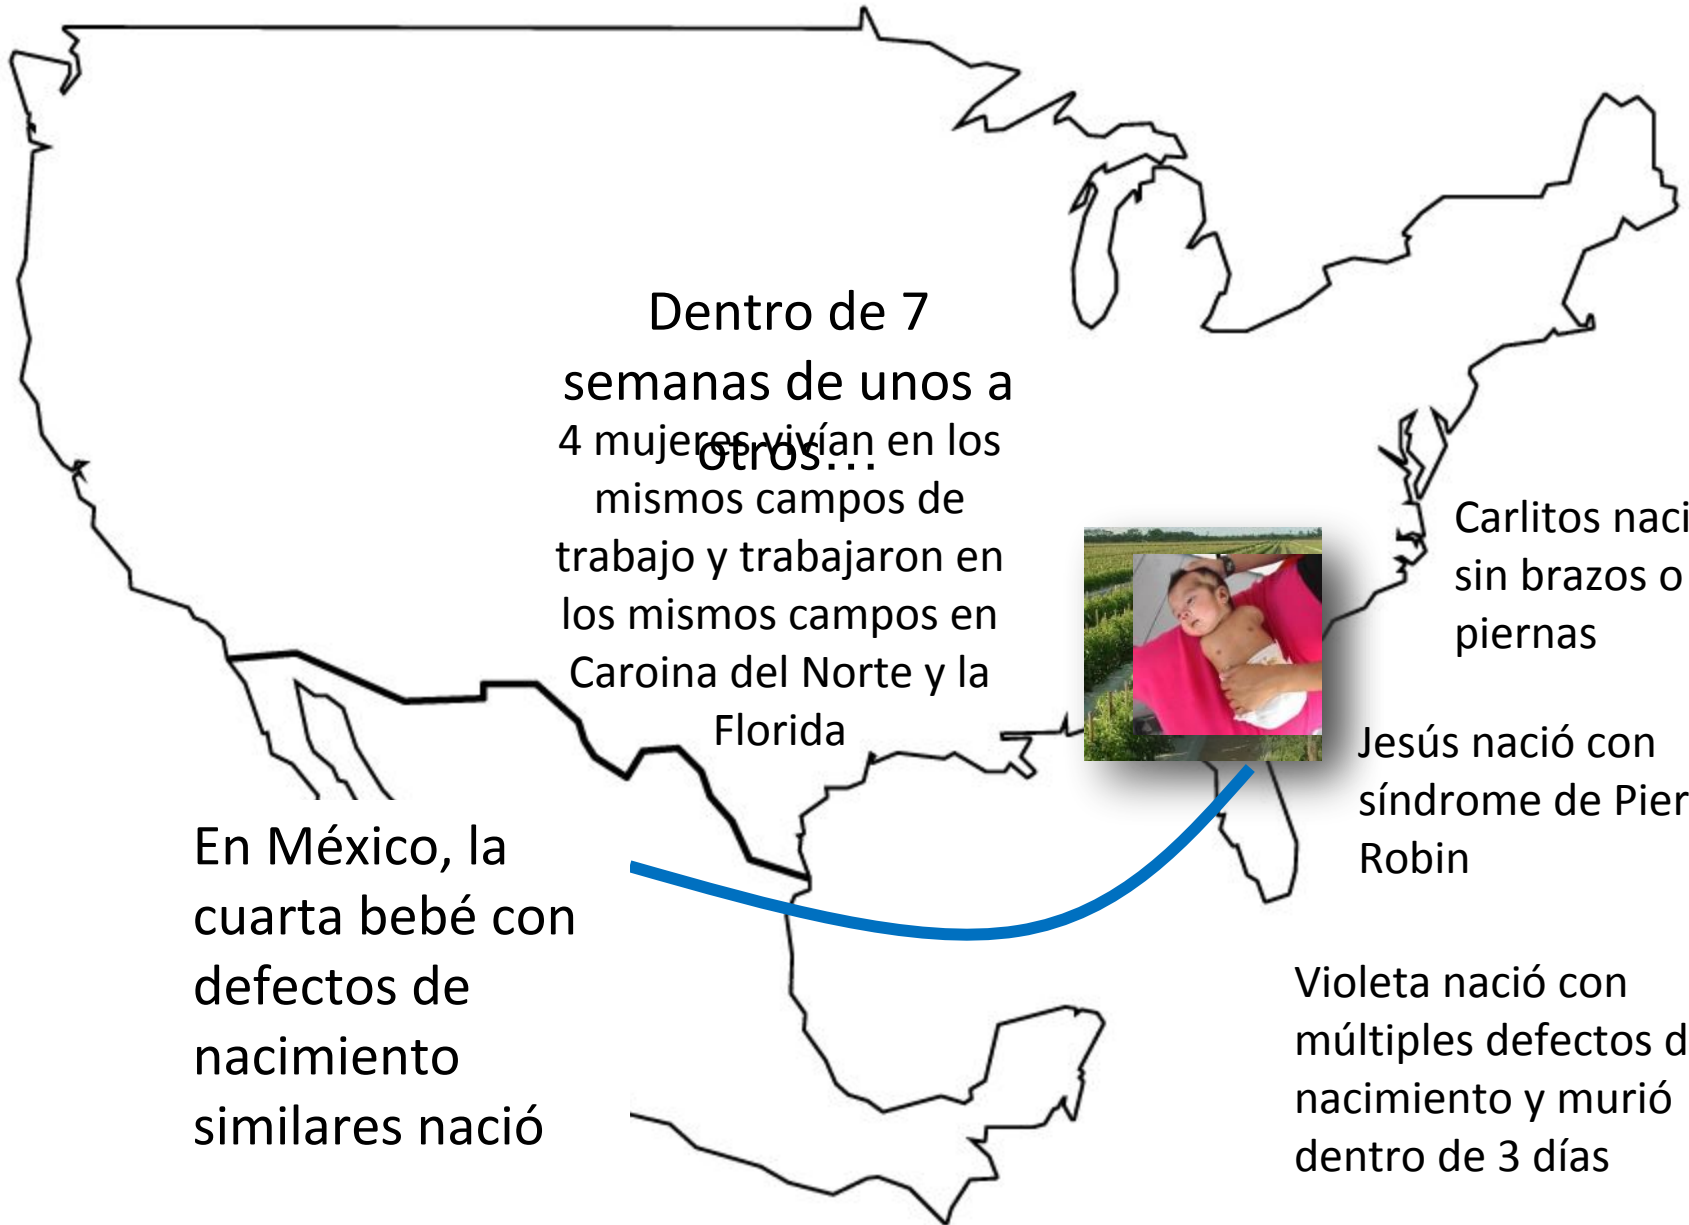 Dentro de 7
semanas de unos a
otros…
4 mujeres vivían en los
mismos campos de
trabajo y trabajaron en
los mismos campos en
Caroina del Norte y la
Florida
Carlitos naci
sin brazos o
piernas
Jesús nació con
síndrome de Pier
Robin
En México, la
cuarta bebé con
defectos de
nacimiento
similares nació
Violeta nació con
múltiples defectos d
nacimiento y murió
dentro de 3 días